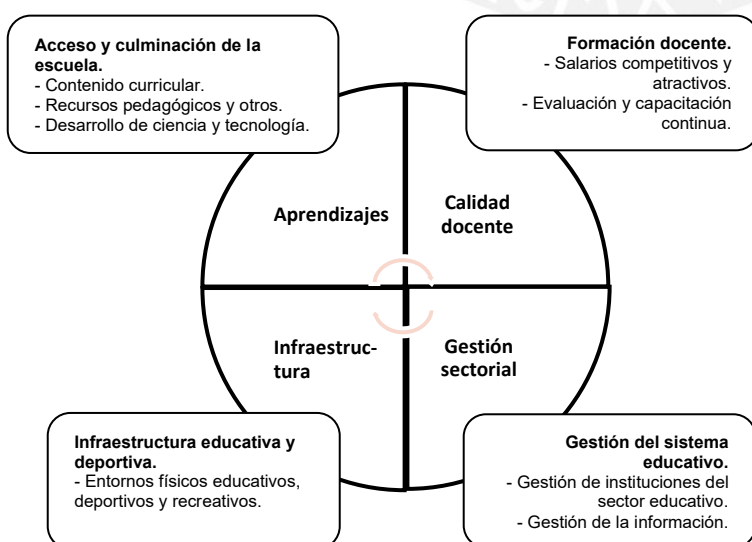 Acceso y culminación de la
escuela.
- Contenido curricular.
- Recursos pedagógicos y otros.
- Desarrollo de ciencia y tecnología.
Formación docente.
- Salarios competitivos y
atractivos.
- Evaluación y capacitación
continua.
Aprendizajes
Calidad
docente
Infraestruc-
tura
Gestión
sectorial
Infraestructura educativa y
deportiva.
- Entornos físicos educativos,
deportivos y recreativos.
Gestión del sistema
educativo.
- Gestión de instituciones del
sector educativo.
- Gestión de la información.